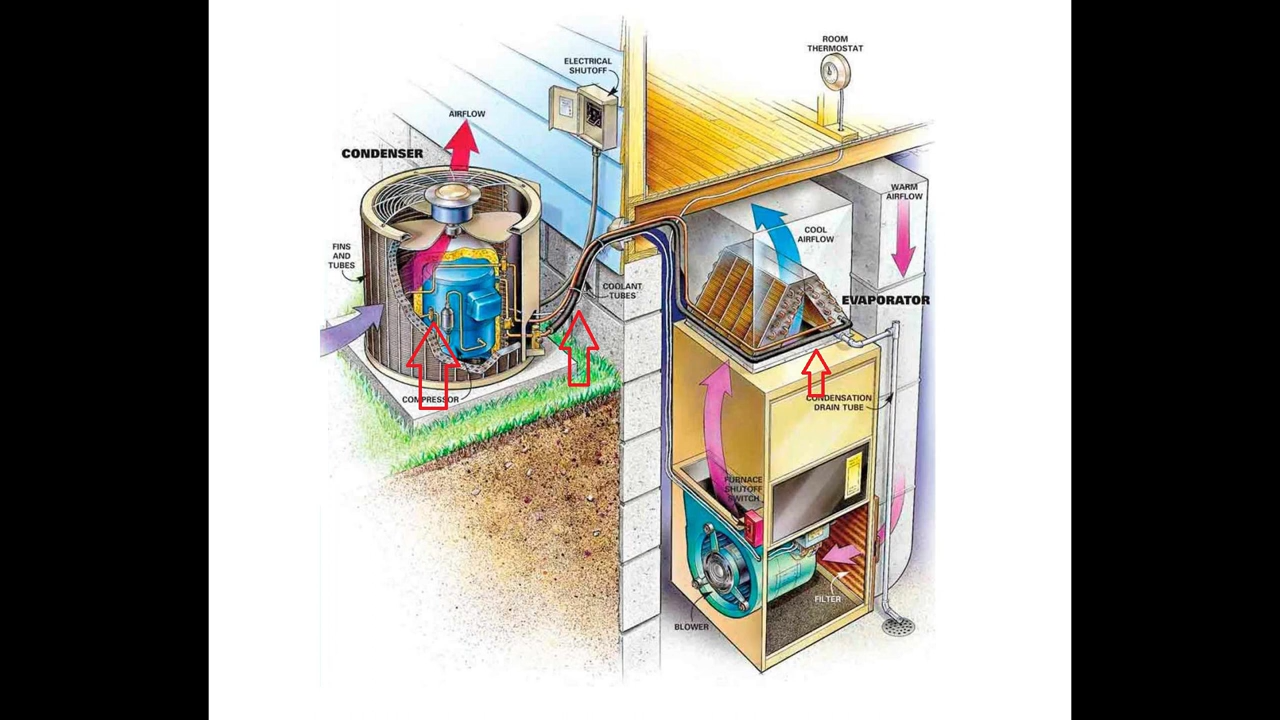 ROOM
THERMOSTAT
ELECTRICAL
SHUTOFF
AIRFLOW
CONDENSER
WARM
AIRFLOW
COOL
AIRFLOW
FINS
AND
TUBES
COOLANT
TUBES
EVAPORATOR
COMPRESSOR
CONDENSATION
DRAIN TUBE
FURNACE
SHUTOFF
SWITCH
FILTER
BLOWER